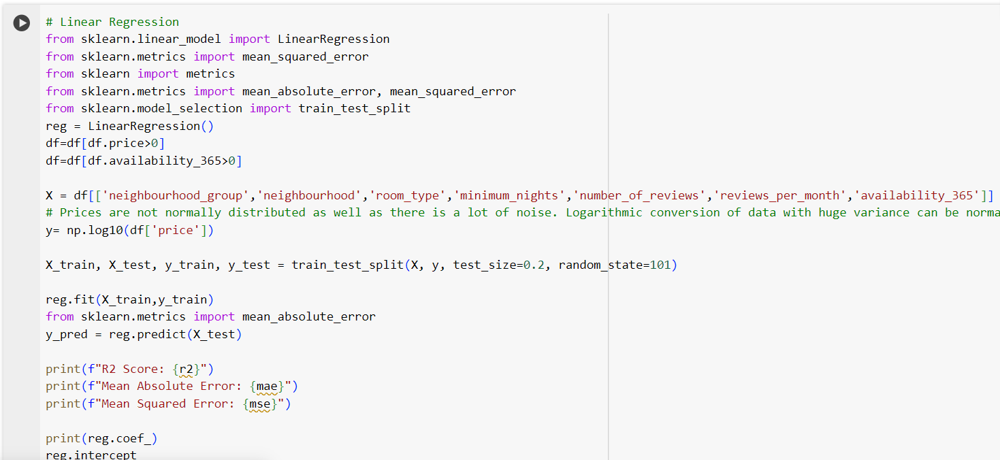 # Linear Regression
from sklearn.linear_model import LinearRegression
from sklearn.metrics import mean_squared_error
from sklearn import metrics
from sklearn.metrics import mean_absolute_error, mean_squared_error
from sklearn.model_selection import train_test_split
reg = LinearRegression()
df=df[df.price>0]
df=df[df.availability_365>0]
X = df[['neighbourhood_group','neighbourhood','room_type','minimum_nights','number_of_reviews','reviews_per_month','availability_365']]
# Prices are not normally distributed as well as there is a lot of noise. Logarithmic conversion of data with huge variance can be norma
y= np.log10(df['price'])
X_train, X_test, y_train, y_test = train_test_split(X, y, test_size=0.2, random_state=101)
reg.fit(X_train,y_train)
from sklearn.metrics import mean_absolute_error
y_pred = reg.predict(X_test)
print(f"R2 Score: {r2}")
print(f"Mean Absolute Error: {mae}")
print(f"Mean Squared Error: {mse}")
print(reg.coef_)
reg.intercept